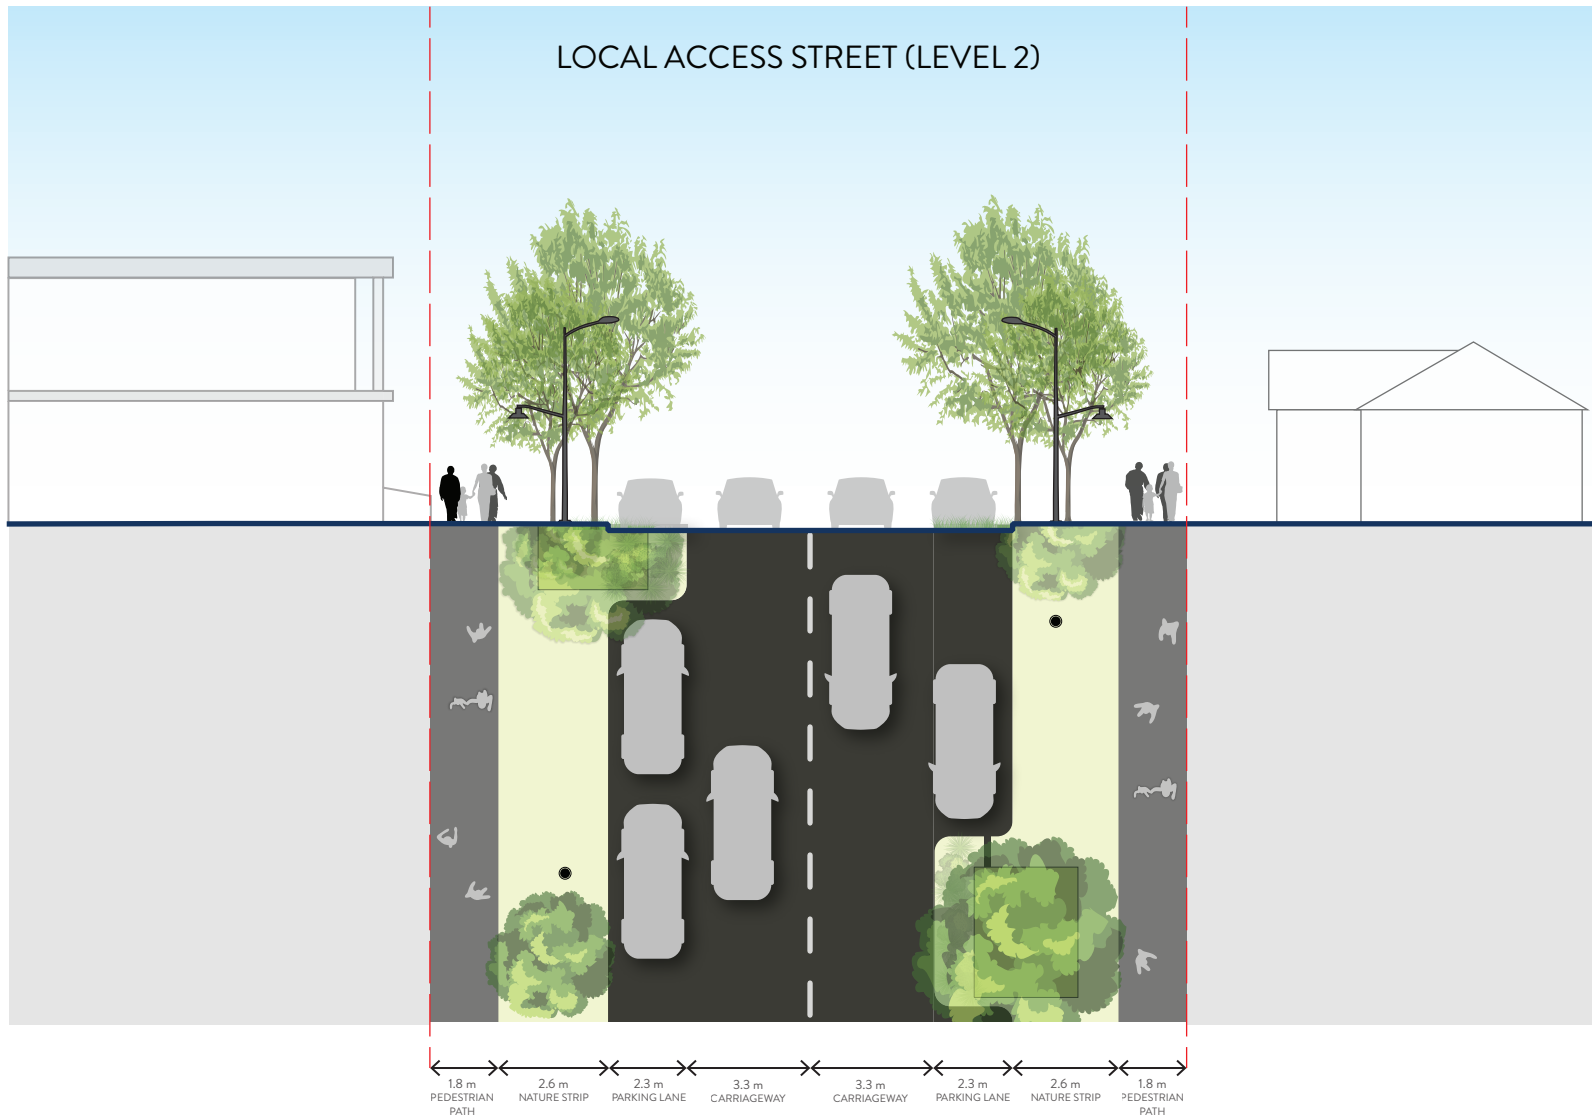 LOCAL ACCESS STREET (LEVEL 2)
1.8 m
PEDESTRIAN
PATH
2.6 m
NATURE STRIP
2.3 m
PARKING LANE
3.3 m
CARRIAGEWAY
3.3 m
CARRIAGEWAY
2.3 m
PARKING LANE
2.6 m
NATURE STRIP
1.8 m
PEDESTRIAN
PATH